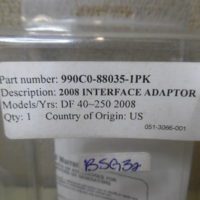 Part number: 990C0-88035-1PK
Description: 2008 INTERFACE ADAPTOR
Models/Yrs: DF 40~250 2008
Qty: 1 Country of Origin: US
051-3066-001
BSG32